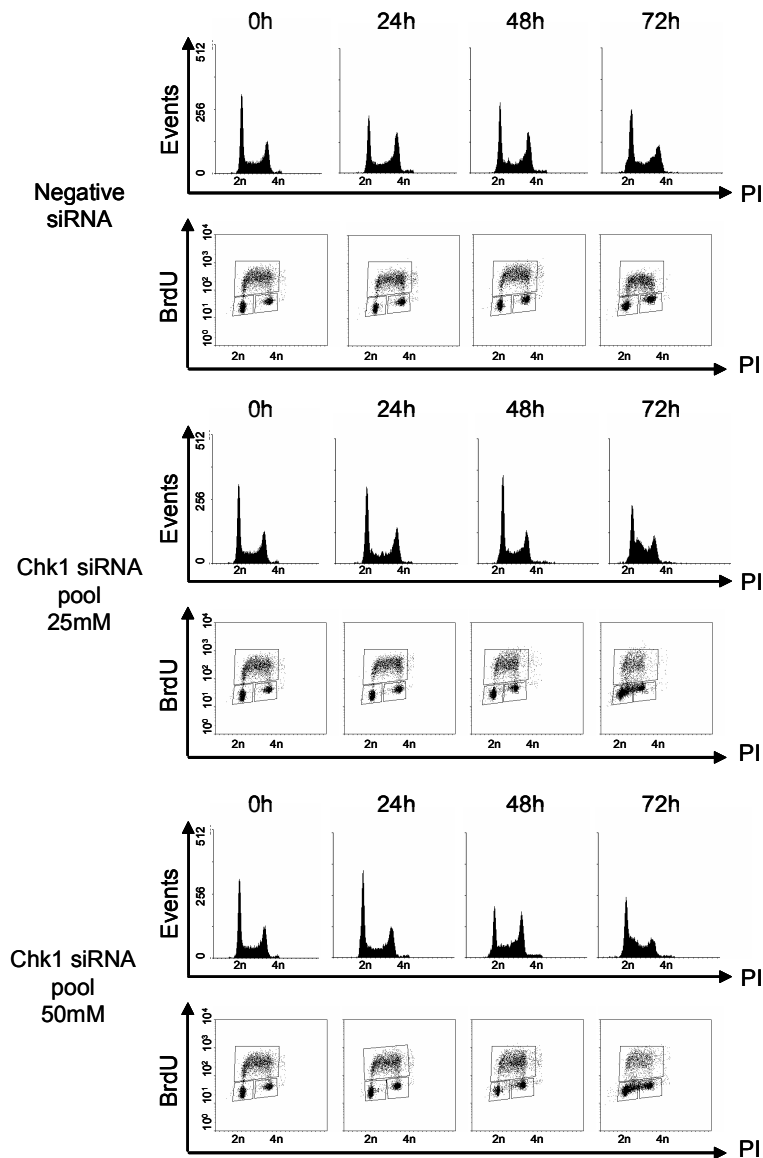 0h 24h 48h 72h
512
256
0
Events
2n 4n 2n 4n 2n 4n 2n 4n
PI
Negative
siRNA
10⁴
10³
10²
10¹
10⁰
BrdU
2n 4n 2n 4n 2n 4n 2n 4n
PI
0h 24h 48h 72h
512
256
0
Events
2n 4n 2n 4n 2n 4n 2n 4n
PI
Chk1 siRNA
pool
25mM
10⁴
10³
10²
10¹
10⁰
BrdU
2n 4n 2n 4n 2n 4n 2n 4n
PI
0h 24h 48h 72h
512
256
0
Events
2n 4n 2n 4n 2n 4n 2n 4n
PI
Chk1 siRNA
pool
50mM
10⁴
10³
10²
10¹
10⁰
BrdU
2n 4n 2n 4n 2n 4n 2n 4n
PI